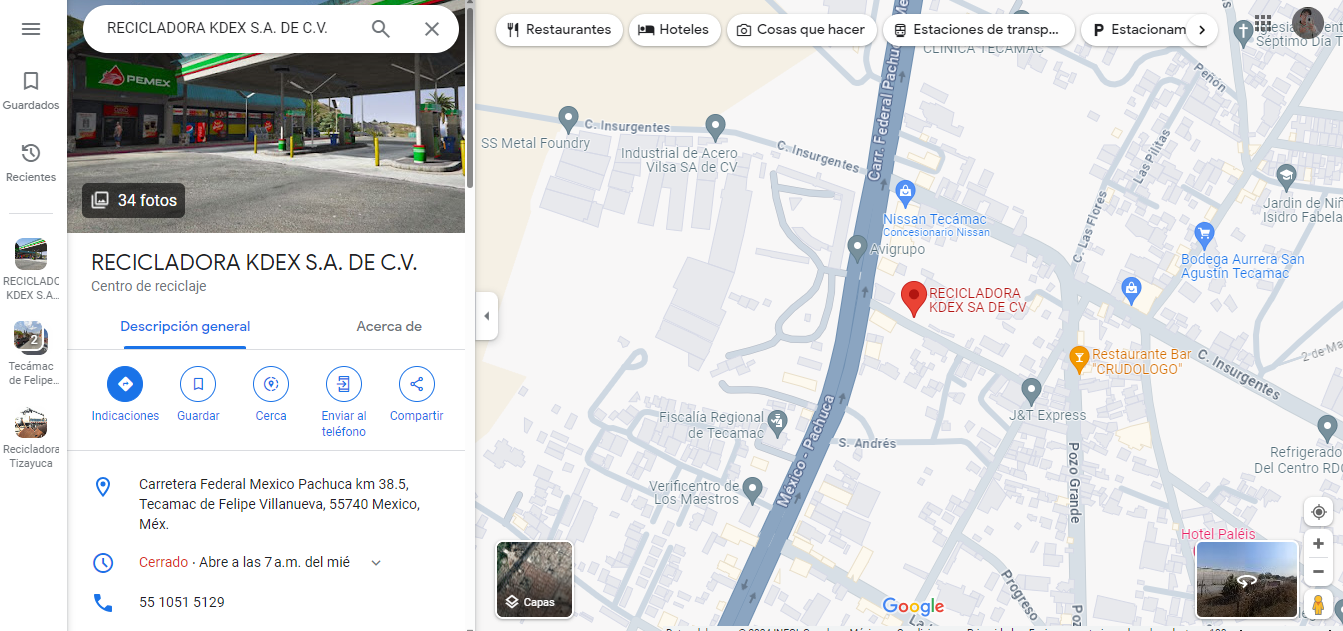 RECICLADORA KDEX S.A. DE C.V.
Guardados
Recientes
RECICLADC
KDEX S.A...
2
Tecámac
de Felipe...
Recicladora
Tizayuca
PEMEX
34 fotos
RECICLADORA KDEX S.A. DE C.V.
Centro de reciclaje
Descripción general
Acerca de
Indicaciones
Guardar
Cerca
Enviar al
teléfono
Compartir
Carretera Federal Mexico Pachuca km 38.5,
Tecamac de Felipe Villanueva, 55740 Mexico,
Méx.
Cerrado · Abre a las 7 a.m. del mié
55 1051 5129
Restaurantes
Hoteles
Cosas que hacer
Estaciones de transp...
P Estacionam
CLINICA TECAMAC
Séptimo Día T
Peñón
SS Metal Foundry
C. Insurgentes
Industrial de Acero
Vilsa SA de CV
C. Insurgentes
Carr. Federal Pachuc
Las Pilitas
C. Las Flores
Jardin de Niñ
Isidro Fabela
Nissan Tecámac
Concesionario Nissan
Avigrupo
Bodega Aurrera San
Agustín Tecamac
RECICLADORA
KDEX SA DE CV
Restaurante Bar
"CRUDOLOGO"
C. Insurgentes
2 de Ma
J&T Express
Fiscalía Regional
de Tecamac
México - Pachuca
S. Andrés
Pozo Grande
Refrigerado
Del Centro RDC
Verificentro de
Los Maestros
Hotel Paléis
Progreso
Poz
Capas
Google